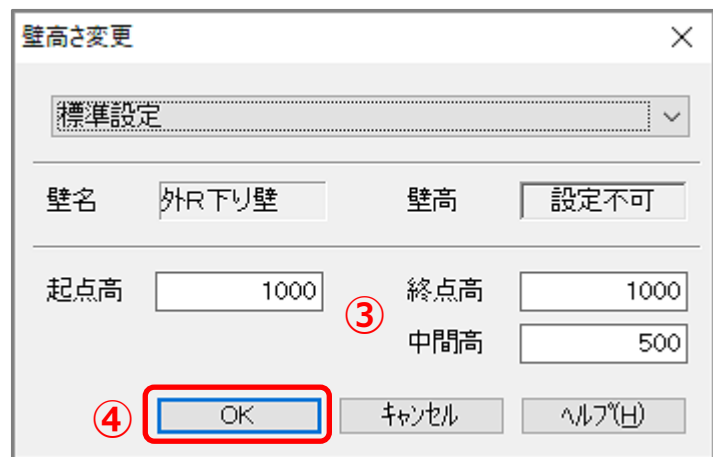 壁高さ変更
標準設定
壁名 外R下り壁 壁高 設定不可
起点高 1000 ③ 終点高 1000
中間高 500
④ OK ｷｬﾝｾﾙ ﾍﾙﾌﾟ(H)